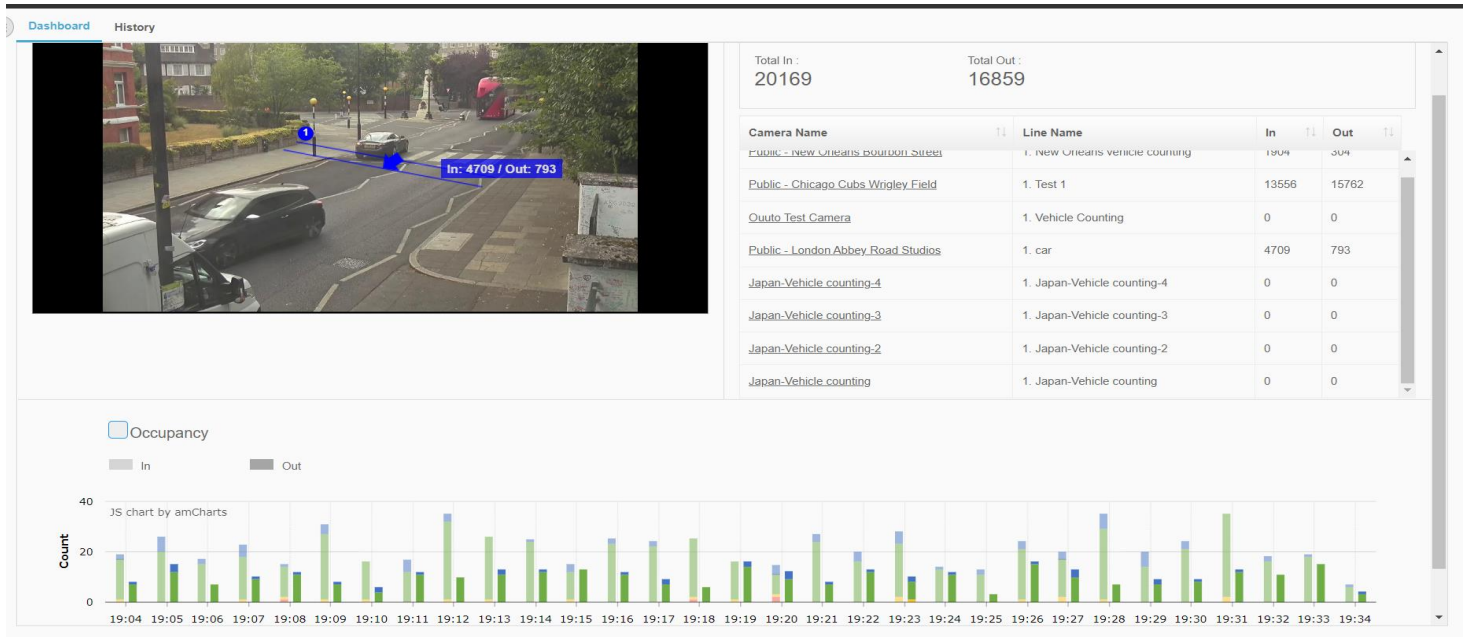 Dashboard History
Total In : Total Out :
20169 16859
Camera Name Line Name In Out
Public - New Orleans Bourbon Street 1. New Orleans vehicle counting 1904 304
Public - Chicago Cubs Wrigley Field 1. Test 1 13556 15762
Ouuto Test Camera 1. Vehicle Counting 0 0
Public - London Abbey Road Studios 1. car 4709 793
Japan-Vehicle counting-4 1. Japan-Vehicle counting-4 0 0
Japan-Vehicle counting-3 1. Japan-Vehicle counting-3 0 0
Japan-Vehicle counting-2 1. Japan-Vehicle counting-2 0 0
Japan-Vehicle counting 1. Japan-Vehicle counting 0 0
1
In: 4709 / Out: 793
Occupancy
In Out
JS chart by amCharts
Count
40
20
0
19:04 19:05 19:06 19:07 19:08 19:09 19:10 19:11 19:12 19:13 19:14 19:15 19:16 19:17 19:18 19:19 19:20 19:21 19:22 19:23 19:24 19:25 19:26 19:27 19:28 19:29 19:30 19:31 19:32 19:33 19:34